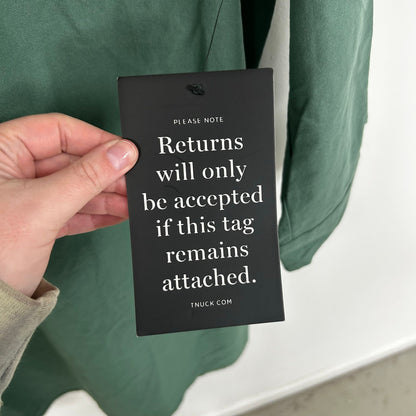 PLEASE NOTE
Returns
will only
be accepted
if this tag
remains
attached.
TNUCK.COM